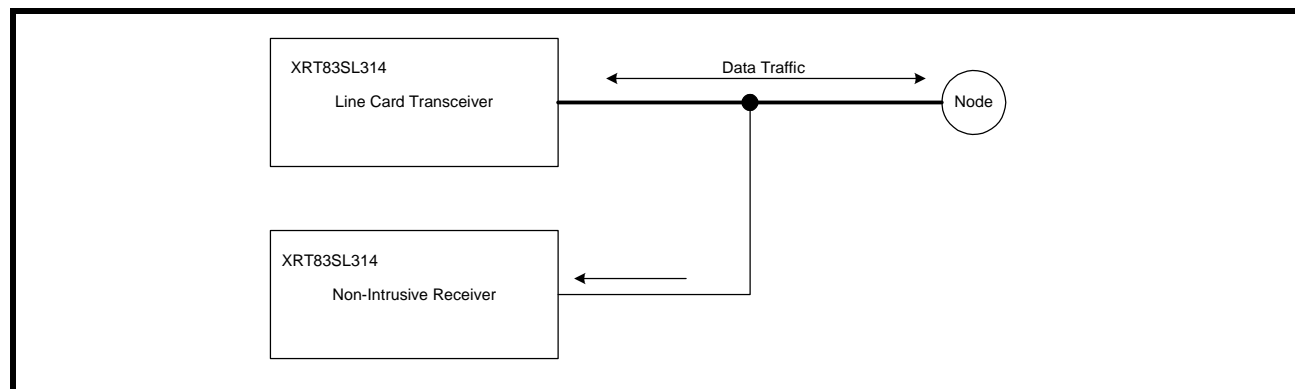 XRT83SL314
Line Card Transceiver
Data Traffic
Node
XRT83SL314
Non-Intrusive Receiver